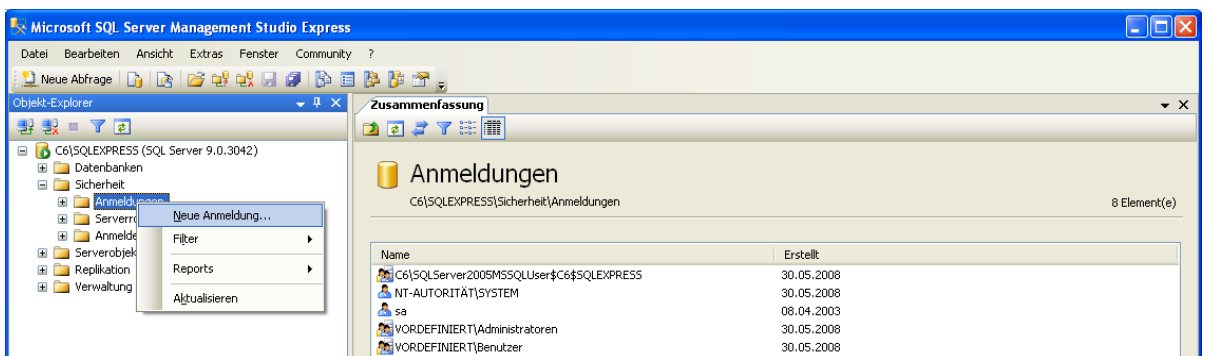 Microsoft SQL Server Management Studio Express
Datei Bearbeiten Ansicht Extras Fenster Community ?
Neue Abfrage
Objekt-Explorer
C6\SQLEXPRESS (SQL Server 9.0.3042)
Datenbanken
Sicherheit
Anmeldungen
Neue Anmeldung...
Filter
Reports
Aktualisieren
Replikation
Verwaltung
Zusammenfassung
Anmeldungen
C6\SQLEXPRESS\Sicherheit\Anmeldungen
8 Element(e)
Name Erstellt
C6\SQLServer2005MSSQLUser$C6$SQLEXPRESS 30.05.2008
NT-AUTORITÄT\SYSTEM 30.05.2008
sa 08.04.2003
VORDEFINIERT\Administratoren 30.05.2008
VORDEFINIERT\Benutzer 30.05.2008